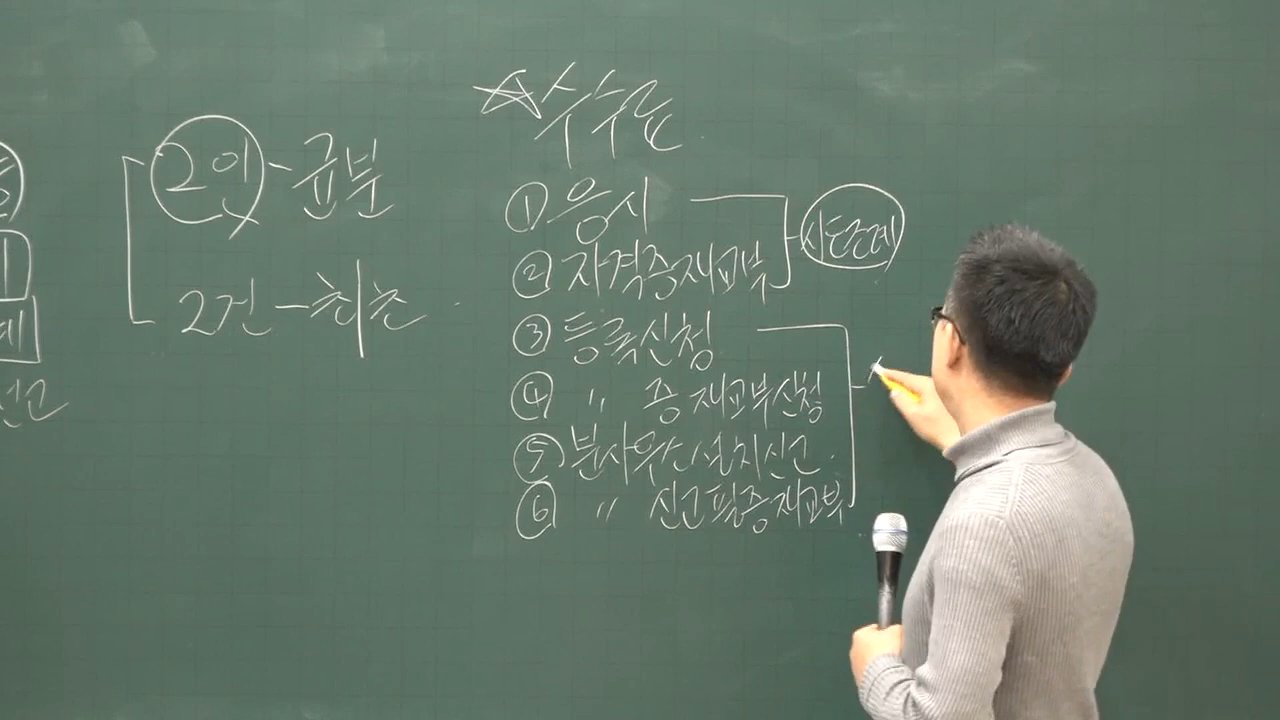 2인 - 균분
2건 - 최초
☆수수료
① 응시
② 자격증재교부
시·도조례
③ 등록신청
④ 〃 증 재교부신청
⑤ 분사무소설치신고
⑥ 〃 신고필증재교부